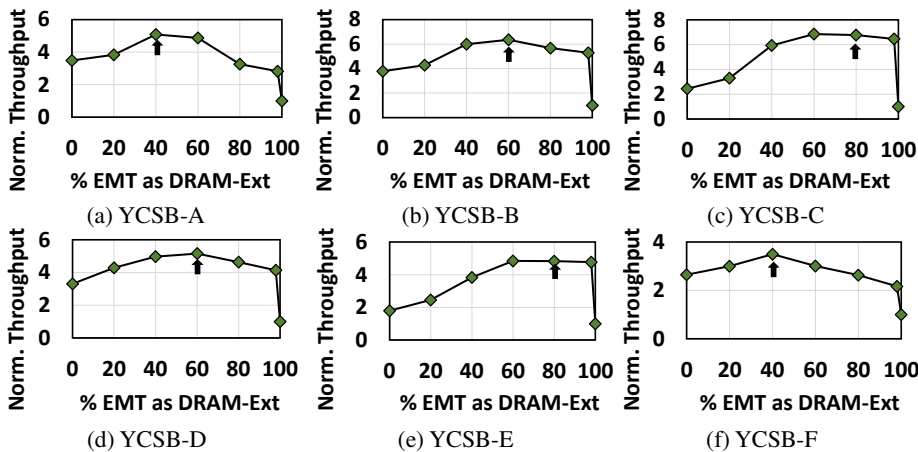 Norm. Throughput
6
4
2
0
0 20 40 60 80 100
% EMT as DRAM-Ext
(a) YCSB-A
Norm. Throughput
8
6
4
2
0
0 20 40 60 80 100
% EMT as DRAM-Ext
(b) YCSB-B
Norm. Throughput
8
6
4
2
0
0 20 40 60 80 100
% EMT as DRAM-Ext
(c) YCSB-C
Norm. Throughput
6
4
2
0
0 20 40 60 80 100
% EMT as DRAM-Ext
(d) YCSB-D
Norm. Throughput
6
4
2
0
0 20 40 60 80 100
% EMT as DRAM-Ext
(e) YCSB-E
Norm. Throughput
4
2
0
0 20 40 60 80 100
% EMT as DRAM-Ext
(f) YCSB-F